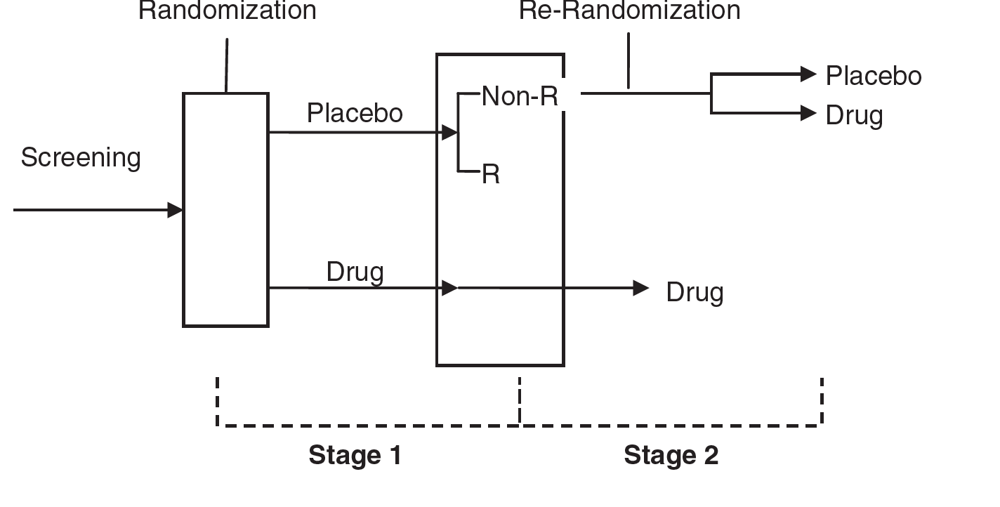 Randomization
Re-Randomization
Placebo
Non-R
Placebo
Drug
Screening
R
Drug
Drug
Stage 1
Stage 2